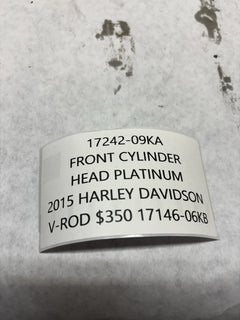 17242-09KA
FRONT CYLINDER
HEAD PLATINUM
2015 HARLEY DAVIDSON
V-ROD $350 17146-06KB